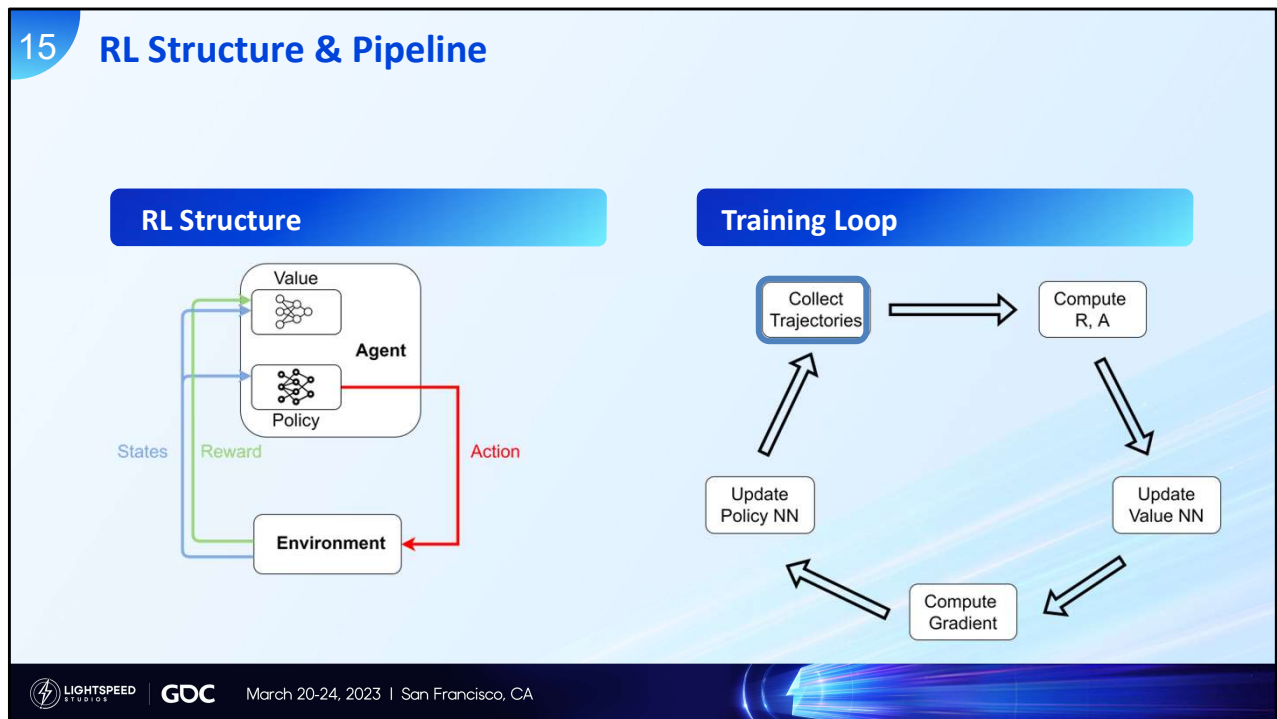 15
RL Structure & Pipeline
RL Structure
Value
Agent
Policy
States
Reward
Action
Environment
Training Loop
Collect
Trajectories
Compute
R, A
Update
Policy NN
Update
Value NN
Compute
Gradient
LIGHTSPEED
STUDIOS
GDC
March 20-24, 2023 | San Francisco, CA